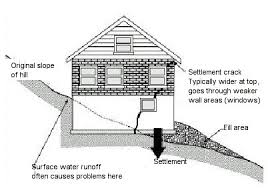 Original slope
of hill
Settlement crack
Typically wider at top,
goes through weaker
wall areas (windows)
Fill area
Surface water runoff
often causes problems here
Settlement